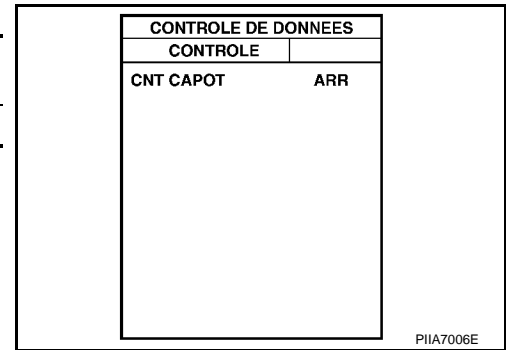 CONTROLE DE DONNEES
CONTROLE
CNT CAPOT ARR
PIIA7006E